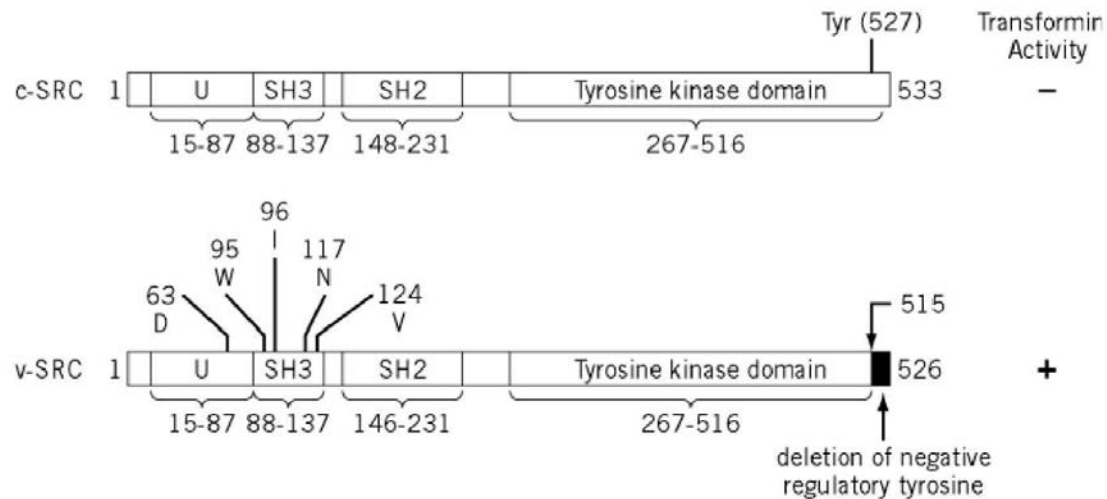 Tyr (527) Transformin
Activity
c-SRC 1 U SH3 SH2 Tyrosine kinase domain 533 −
15-87 88-137 148-231 267-516
96
95 I 117
W N
63 124
D V
515
v-SRC 1 U SH3 SH2 Tyrosine kinase domain 526 +
15-87 88-137 146-231 267-516
deletion of negative
regulatory tyrosine